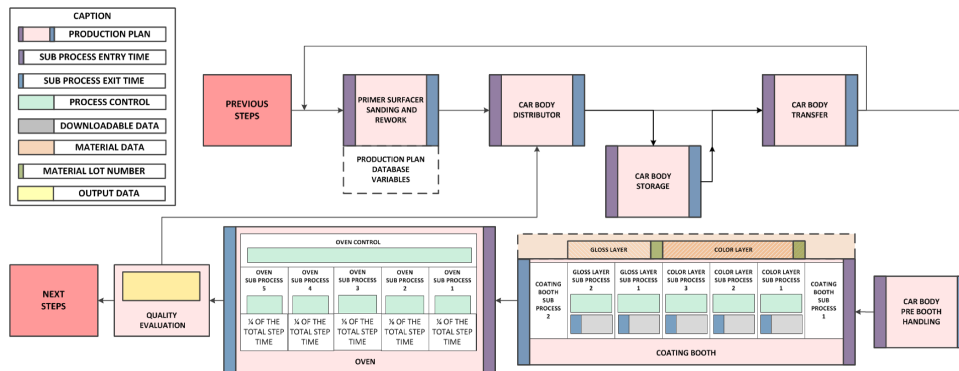 CAPTION
PRODUCTION PLAN
SUB PROCESS ENTRY TIME
SUB PROCESS EXIT TIME
PROCESS CONTROL
DOWNLOADABLE DATA
MATERIAL DATA
MATERIAL LOT NUMBER
OUTPUT DATA
PREVIOUS
STEPS
PRIMER SURFACER
SANDING AND
REWORK
PRODUCTION PLAN
DATABASE
VARIABLES
CAR BODY
DISTRIBUTOR
CAR BODY
STORAGE
CAR BODY
TRANSFER
CAR BODY
PRE BOOTH
HANDLING
GLOSS LAYER
COLOR LAYER
COATING
BOOTH SUB
PROCESS
2
GLOSS LAYER
SUB PROCESS
2
GLOSS LAYER
SUB PROCESS
1
COLOR LAYER
SUB PROCESS
3
COLOR LAYER
SUB PROCESS
2
COLOR LAYER
SUB PROCESS
1
COATING
BOOTH SUB
PROCESS
1
COATING BOOTH
OVEN CONTROL
OVEN
SUB PROCESS
5
OVEN
SUB PROCESS
4
OVEN
SUB PROCESS
3
OVEN
SUB PROCESS
2
OVEN
SUB PROCESS
1
⅕ OF THE
TOTAL STEP
TIME
⅕ OF THE
TOTAL STEP
TIME
⅕ OF THE
TOTAL STEP
TIME
⅕ OF THE
TOTAL STEP
TIME
⅕ OF THE
TOTAL STEP
TIME
OVEN
QUALITY
EVALUATION
NEXT
STEPS